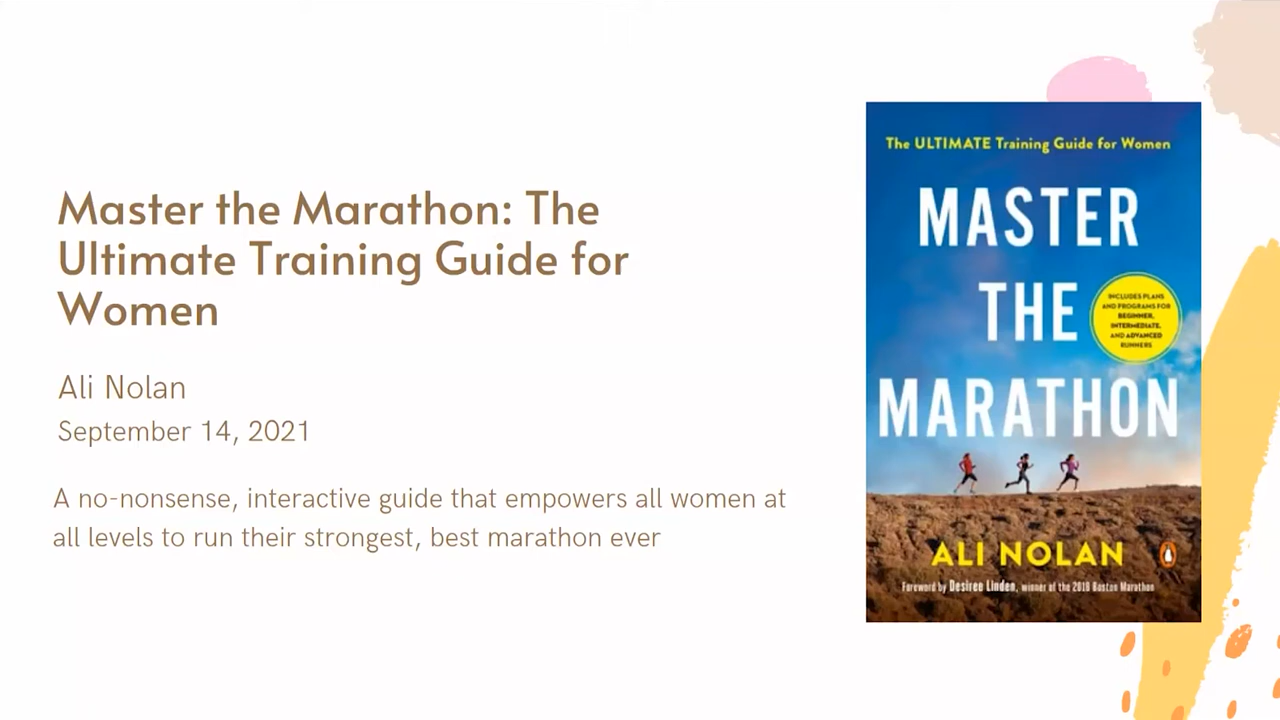 Master the Marathon: The
Ultimate Training Guide for
Women
Ali Nolan
September 14, 2021
A no-nonsense, interactive guide that empowers all women at
all levels to run their strongest, best marathon ever
The ULTIMATE Training Guide for Women
MASTER
THE
MARATHON
INCLUDES PLANS
AND PROGRAMS FOR
BEGINNER,
INTERMEDIATE,
AND ADVANCED
RUNNERS
ALI NOLAN
Foreword by Desiree Linden, winner of the 2018 Boston Marathon